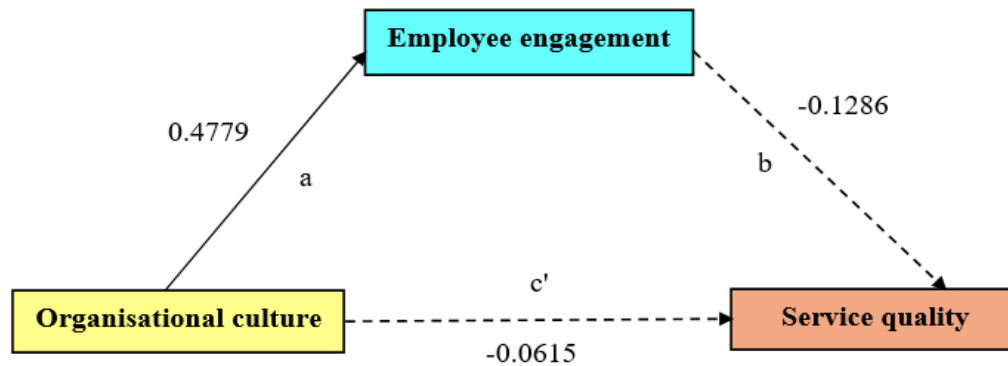 Employee engagement
0.4779
-0.1286
a
b
c'
Organisational culture
Service quality
-0.0615